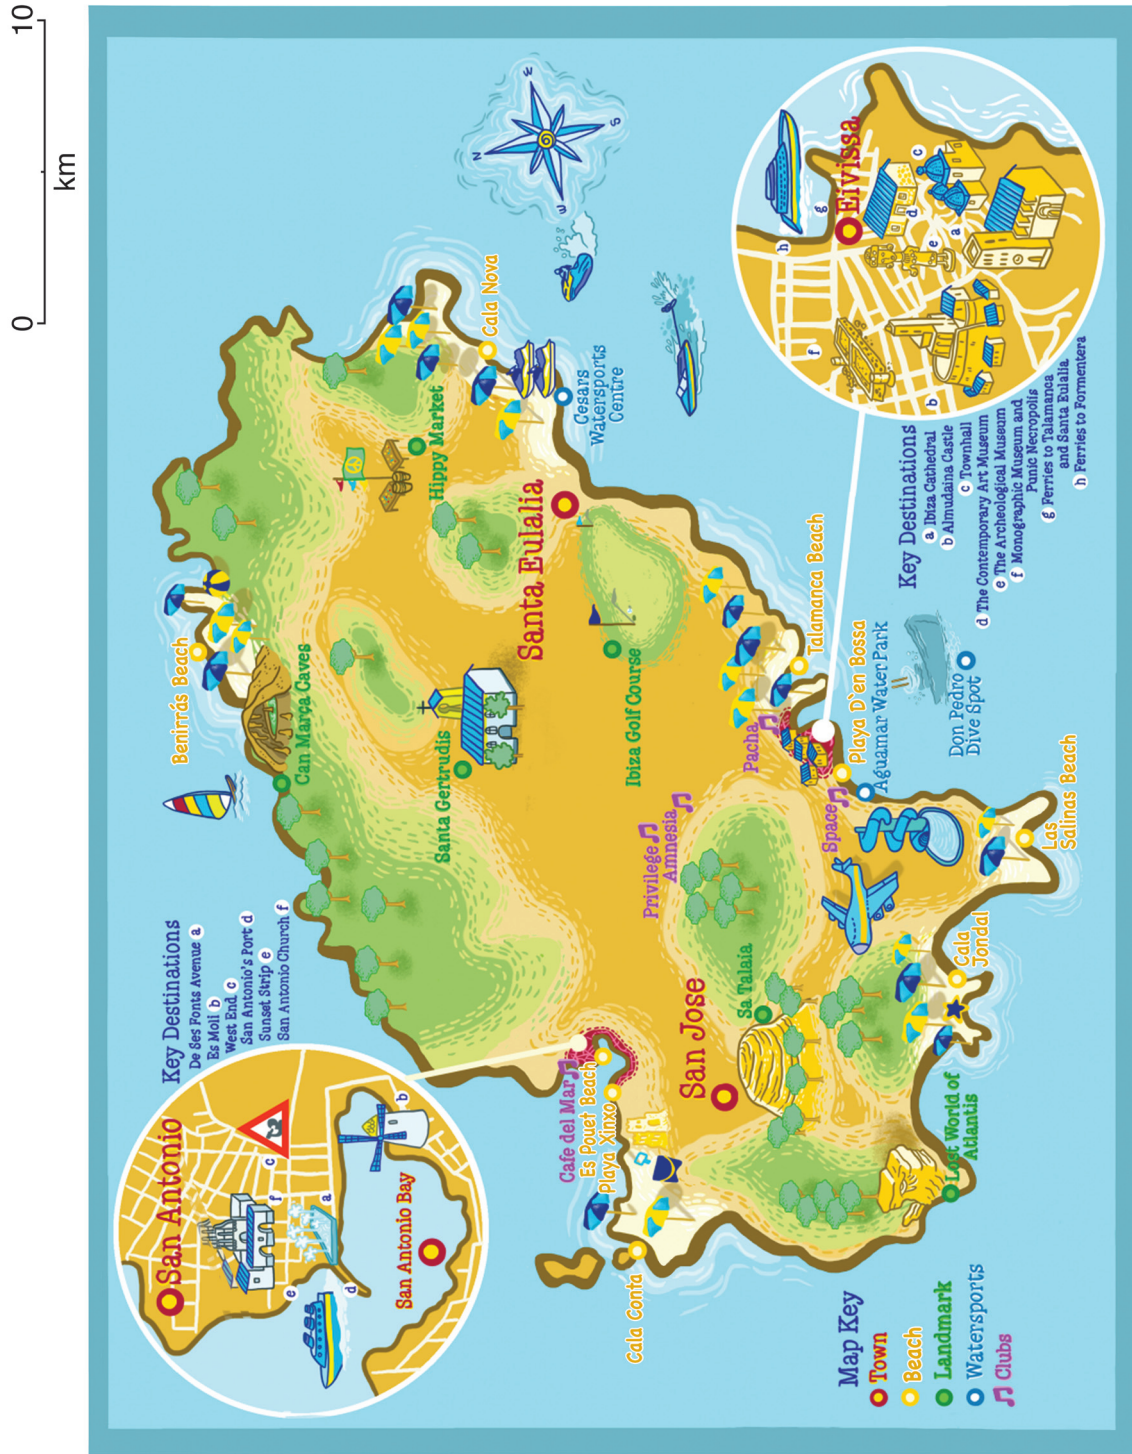 0
10
km
Key Destinations
De Ses Fonts Avenue a
Es Moli b
West End c
San Antonio's Port d
Sunset Strip e
San Antonio Church f
San Antonio
San Antonio Bay
a
b
c
d
e
f
Benirrás Beach
Can Marca Caves
Hippy Market
Cala Nova
Cesars
Watersports
Centre
Santa Eulalia
Santa Gertrudis
Ibiza Golf Course
Talamanca Beach
Pacha
Privilege
Amnesia
Space
Playa D`en Bossa
Aguamar Water Park
Don Pedro
Dive Spot
Las
Salinas Beach
Cala
Jondal
Sa Talaia
San Jose
Lost World of
Atlantis
Cafe del Mar
Es Pouet Beach
Playa Xinxo
Cala Conta
N
W
S
W
Eivissa
a
b
c
d
e
f
g
h
Key Destinations
a Ibiza Cathedral
b Almudaina Castle
c Townhall
d The Contemporary Art Museum
e The Archeological Museum
f Monographic Museum and
Punic Necropolis
g Ferries to Talamanca
and Santa Eulalia
h Ferries to Formentera
Map Key
Town
Beach
Landmark
Watersports
Clubs